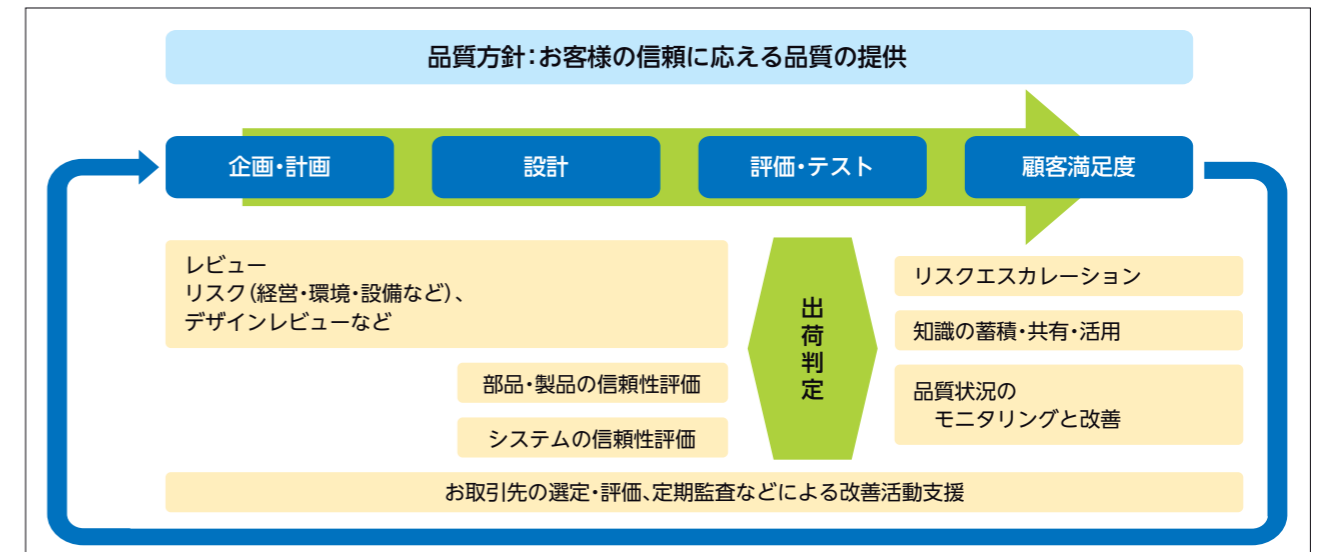 品質方針：お客様の信頼に応える品質の提供
企画・計画
設計
評価・テスト
顧客満足度
レビュー
リスク（経営・環境・設備など）、
デザインレビューなど
部品・製品の信頼性評価
システムの信頼性評価
出荷判定
リスクエスカレーション
知識の蓄積・共有・活用
品質状況の
モニタリングと改善
お取引先の選定・評価、定期監査などによる改善活動支援